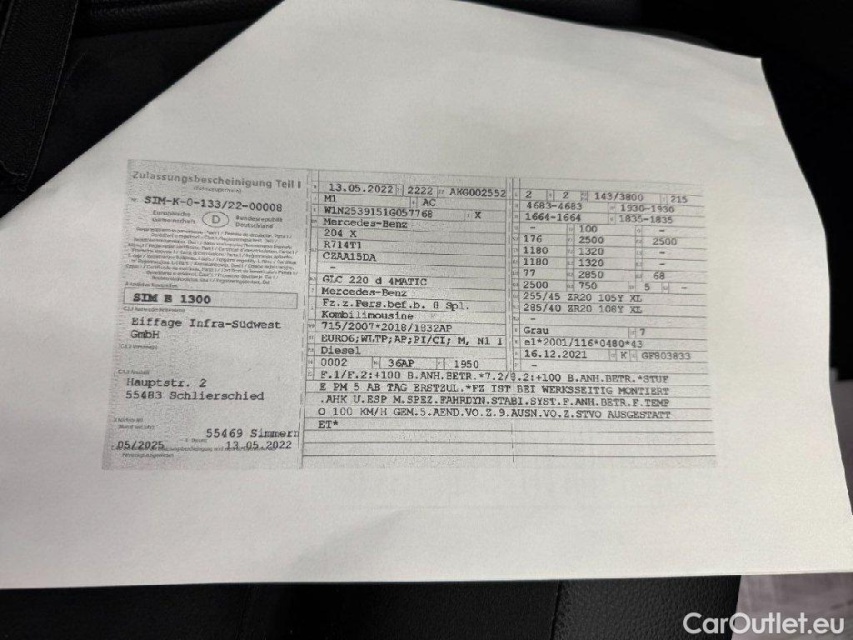 Zulassungsbescheinigung Teil I
SIM-K-0-133/22-00008
Europäische Gemeinschaft D Bundesrepublik Deutschland
SIM E 1300
Eiffage Infra-Südwest
GmbH
Hauptstr. 2
55483 Schlierschied
55469 Simmern
05/2025 13.05.2022
13.05.2022 2222 AKG002552
M1 AC
W1N2539151G057768 X
Mercedes-Benz
204 X
R714T1
CZAA15DA
-
GLC 220 d 4MATIC
Mercedes-Benz
Fz.z.Pers.bef.b. 8 Spl.
Kombilimousine
715/2007*2018/1832AP
EURO6;WLTP;AP;PI/CI; M, N1 I
Diesel
0002 36AP 1950
2 2 143/3800 215
4683-4683 1930-1930
1664-1664 1835-1835
- 100 -
176 2500 2500
1180 1320 -
1180 1320 -
77 2850 68
2500 750 5 -
255/45 ZR20 105Y XL
285/40 ZR20 108Y XL
-
Grau 7
e1*2001/116*0480*43
16.12.2021 K GF803833
-
F.1/F.2:+100 B.ANH.BETR.*7.2/8.2:+100 B.ANH.BETR.*STUF
E PM 5 AB TAG ERSTZUL.*FZ IST BEI WERKSSEITIG MONTIERT
.AHK U.ESP M.SPEZ.FAHRDYN.STABI.SYST.F.ANH.BETR.F.TEMP
O 100 KM/H GEM.5.AEND.VO.Z.9.AUSN.VO.Z.STVO AUSGESTATT
ET*
CarOutlet.eu